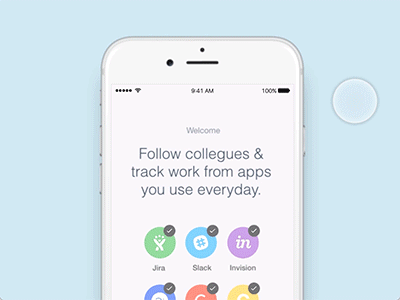 9:41 AM 100%
Welcome
Follow collegues &
track work from apps
you use everyday.
in
Jira Slack Invision